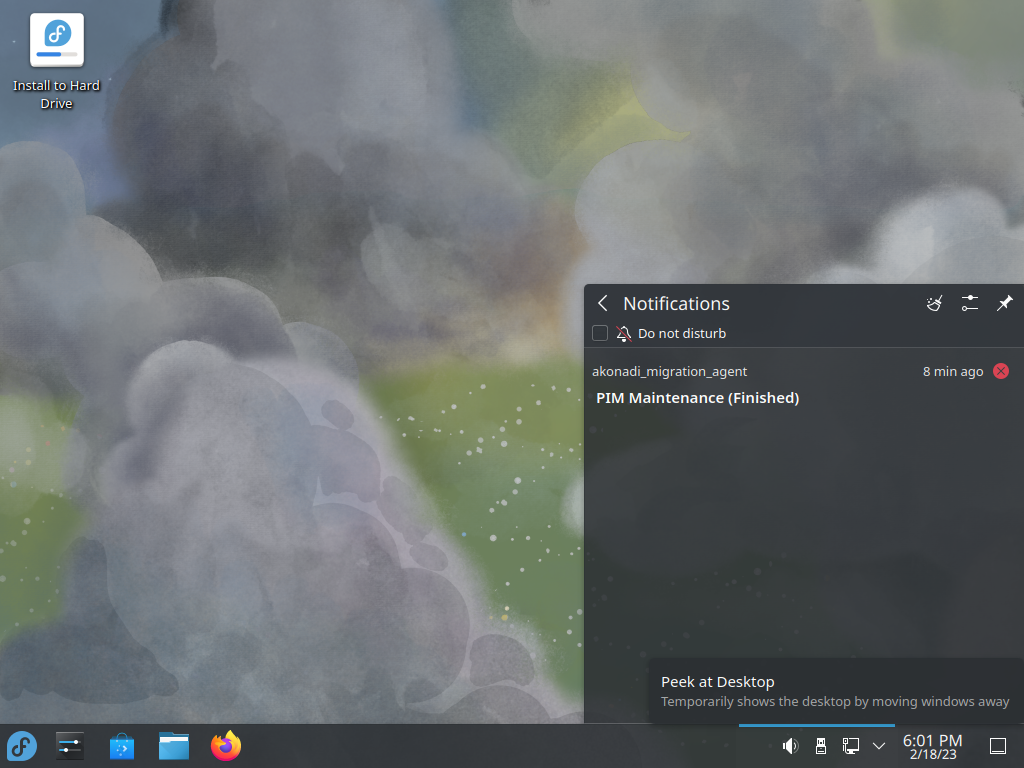 Install to Hard
Drive
Notifications
Do not disturb
akonadi_migration_agent 8 min ago
PIM Maintenance (Finished)
Peek at Desktop
Temporarily shows the desktop by moving windows away
6:01 PM
2/18/23